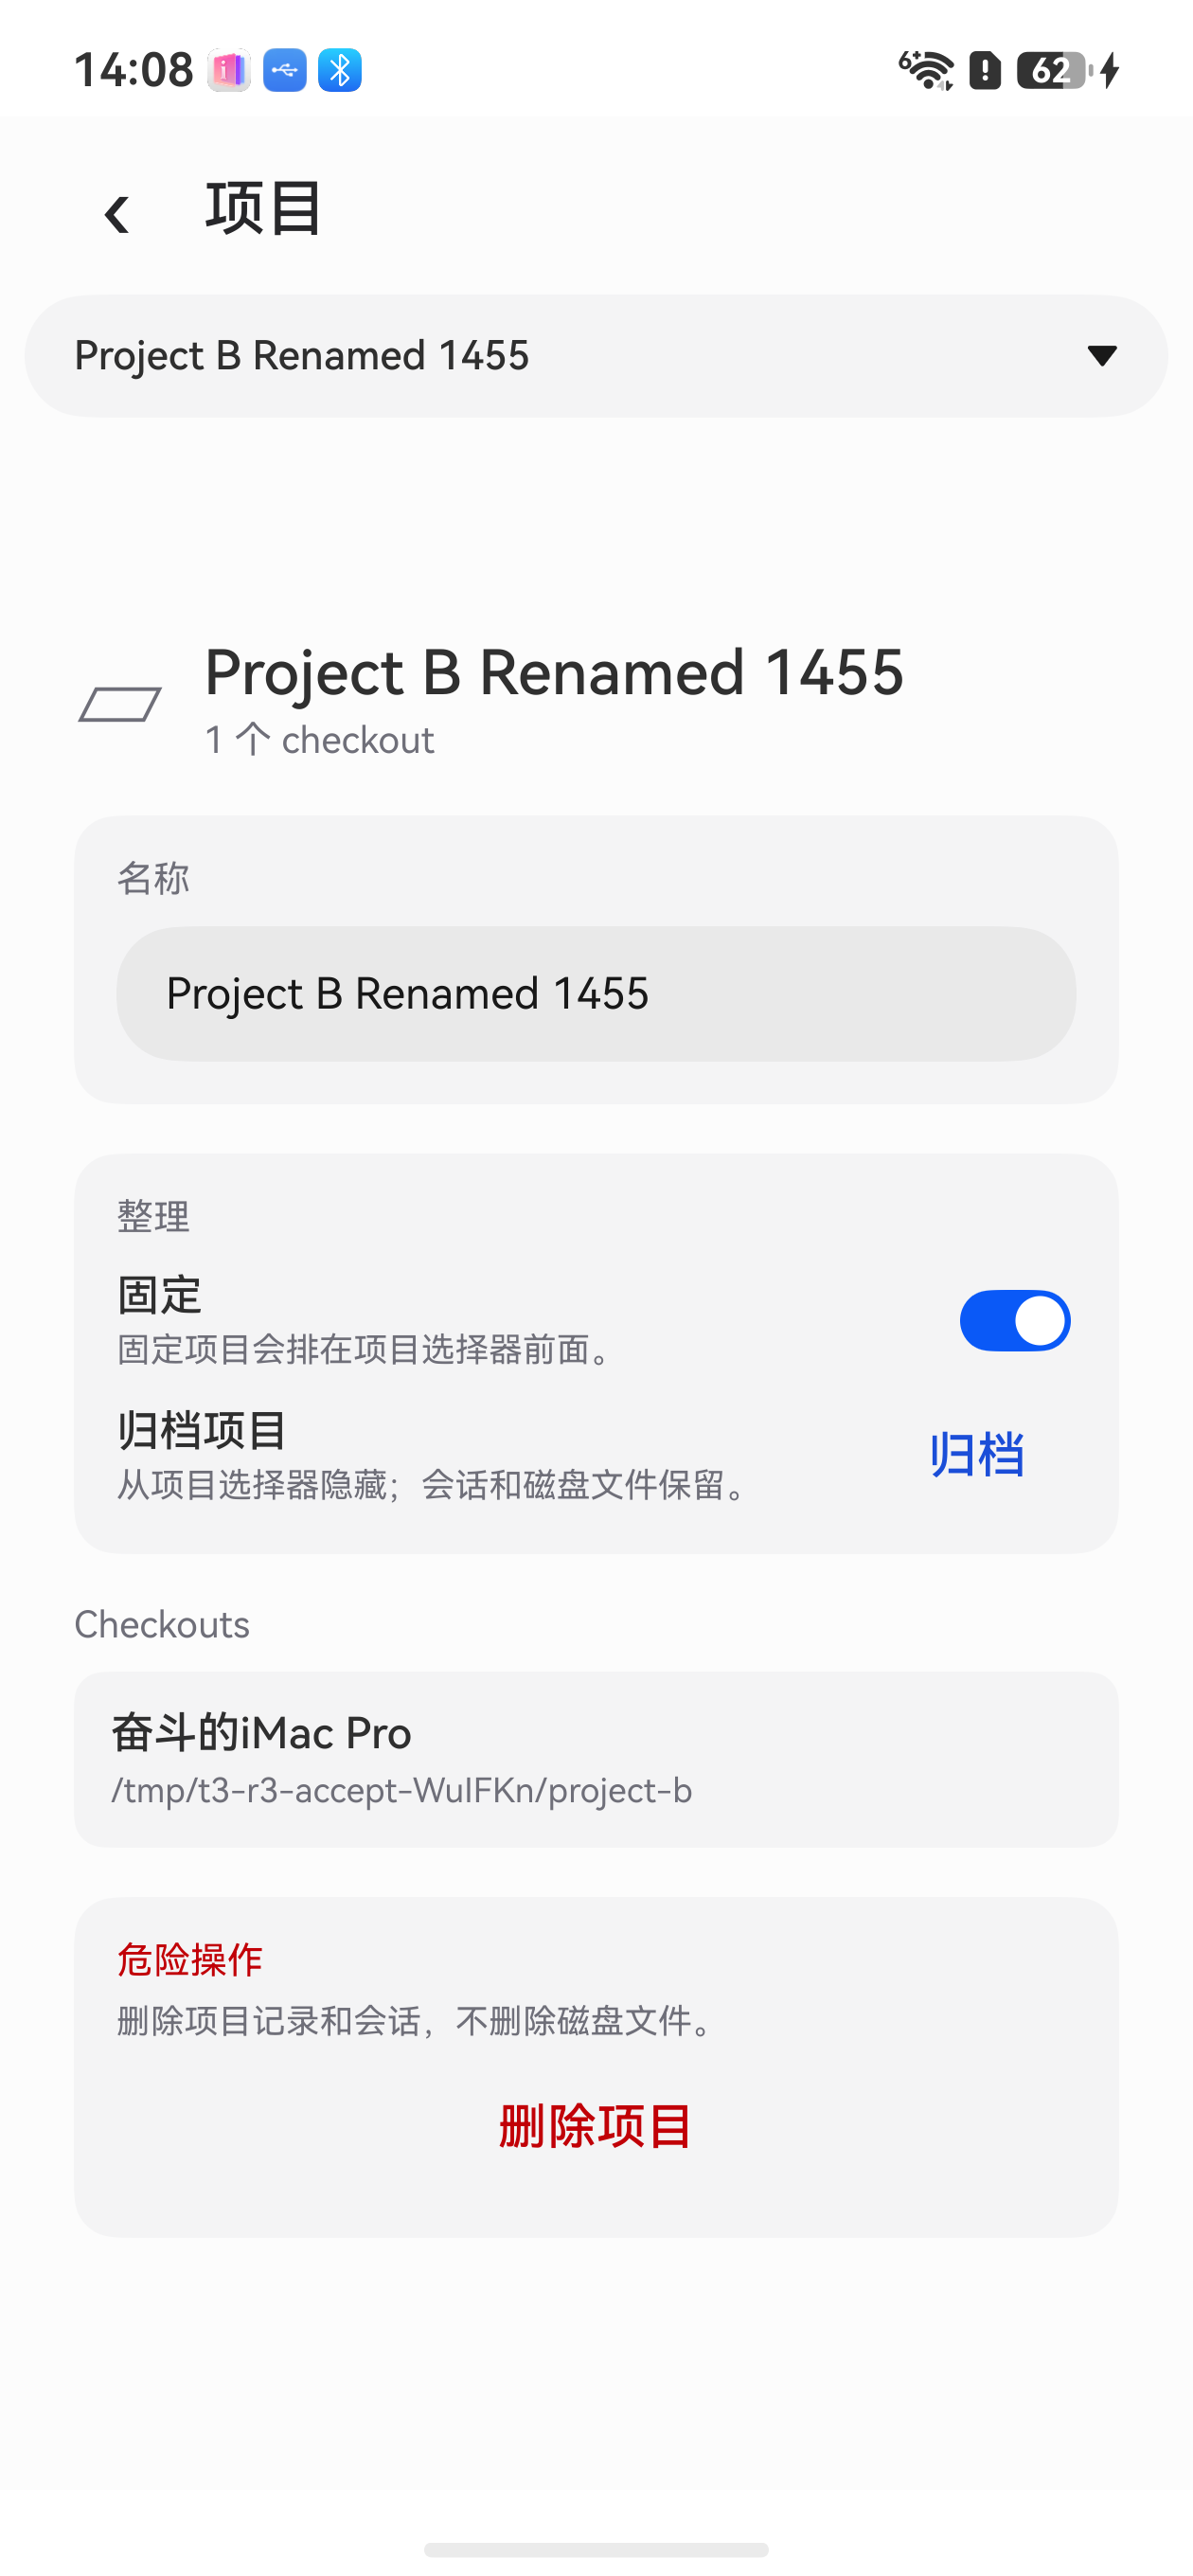 14:08
62
项目
Project B Renamed 1455
Project B Renamed 1455
1 个 checkout
名称
Project B Renamed 1455
整理
固定
固定项目会排在项目选择器前面。
归档项目
归档
从项目选择器隐藏；会话和磁盘文件保留。
Checkouts
奋斗的iMac Pro
/tmp/t3-r3-accept-WuIFKn/project-b
危险操作
删除项目记录和会话，不删除磁盘文件。
删除项目